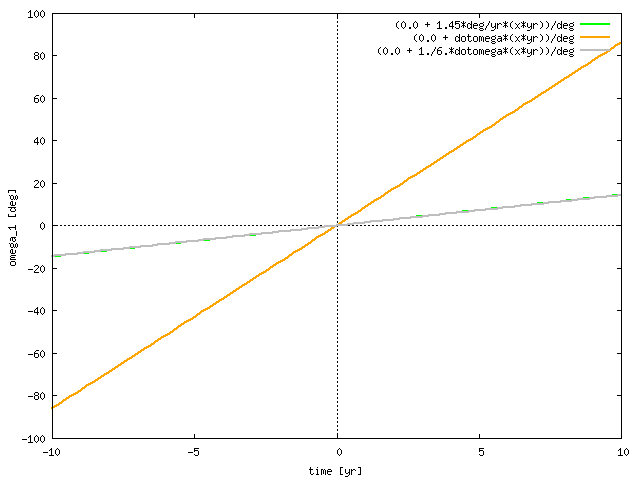 (0.0 + 1.45*deg/yr*(x*yr))/deg
(0.0 + dotomega*(x*yr))/deg
(0.0 + 1./6.*dotomega*(x*yr))/deg
100
80
60
40
20
0
-20
-40
-60
-80
-100
omega_1 [deg]
-10 -5 0 5 10
time [yr]